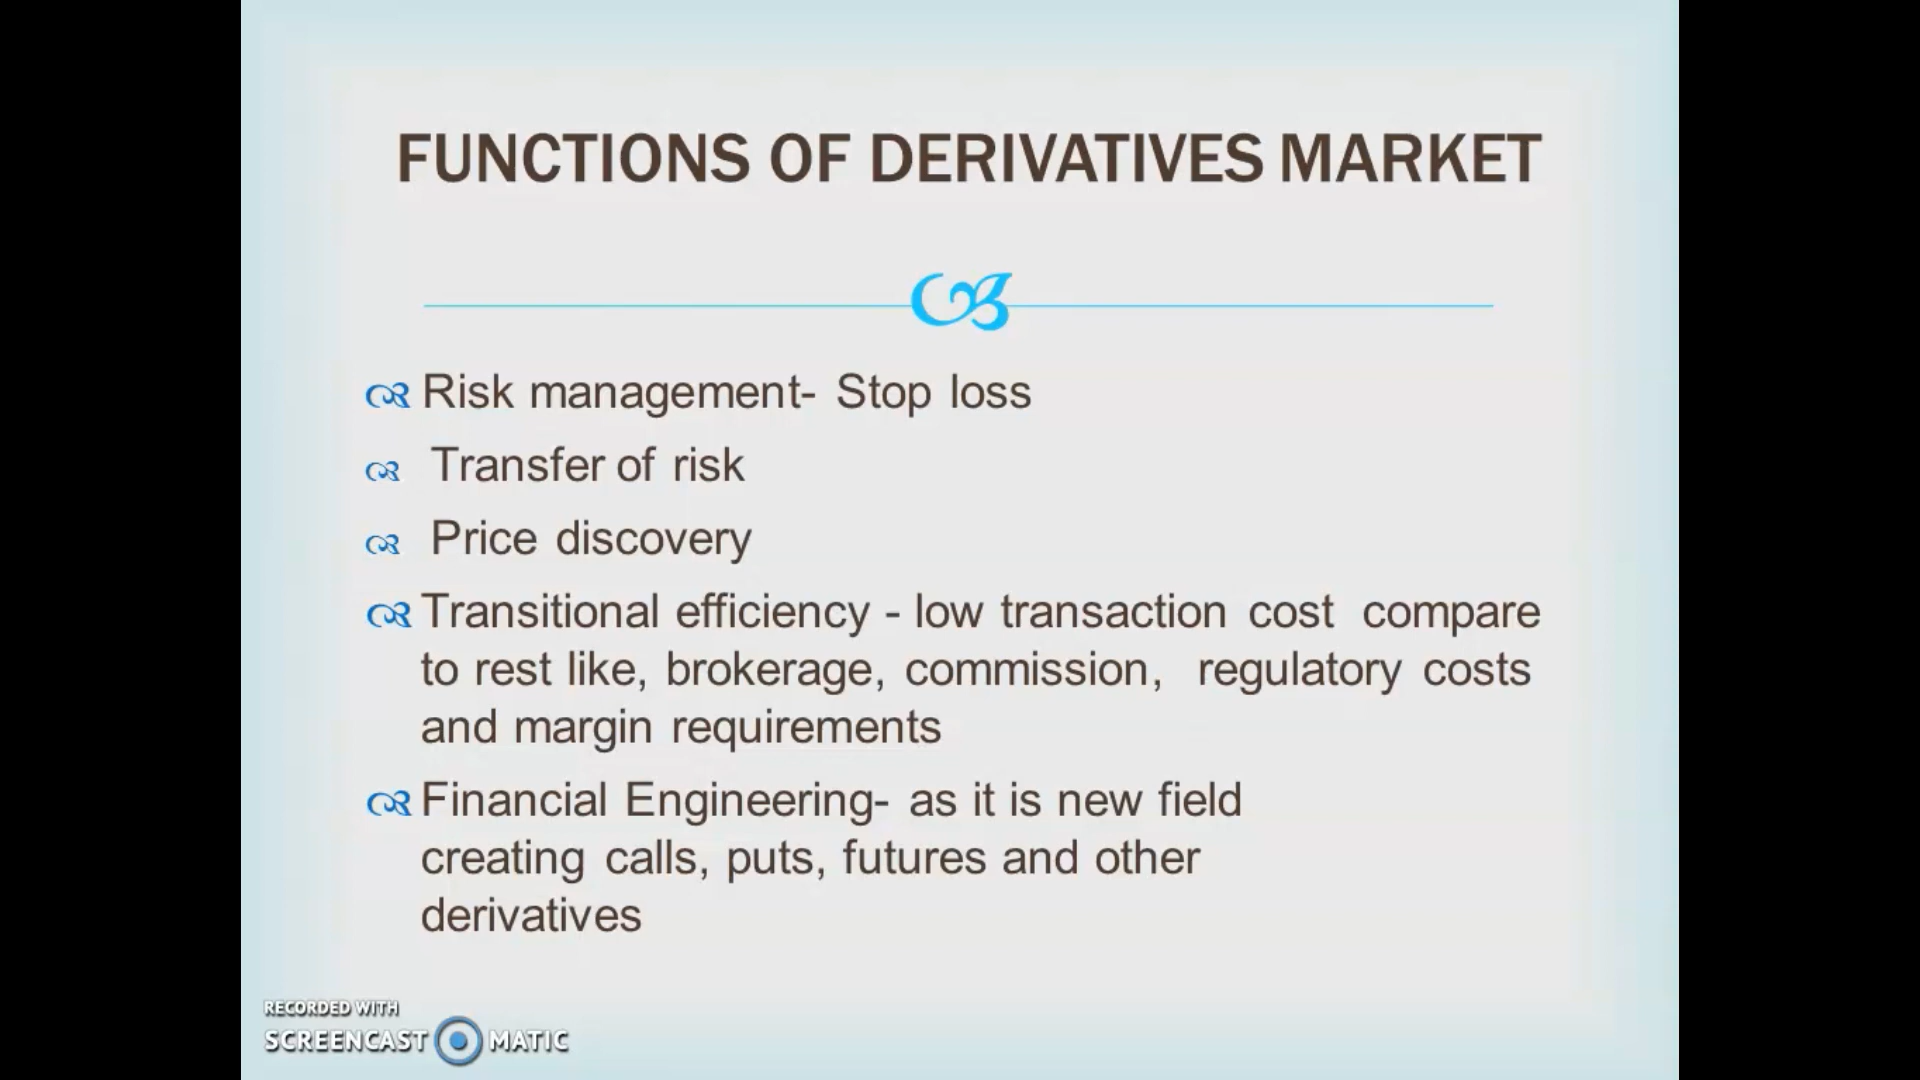 FUNCTIONS OF DERIVATIVES MARKET
Risk management- Stop loss
Transfer of risk
Price discovery
Transitional efficiency - low transaction cost compare
to rest like, brokerage, commission, regulatory costs
and margin requirements
Financial Engineering- as it is new field
creating calls, puts, futures and other
derivatives
RECORDED WITH
SCREENCAST MATIC